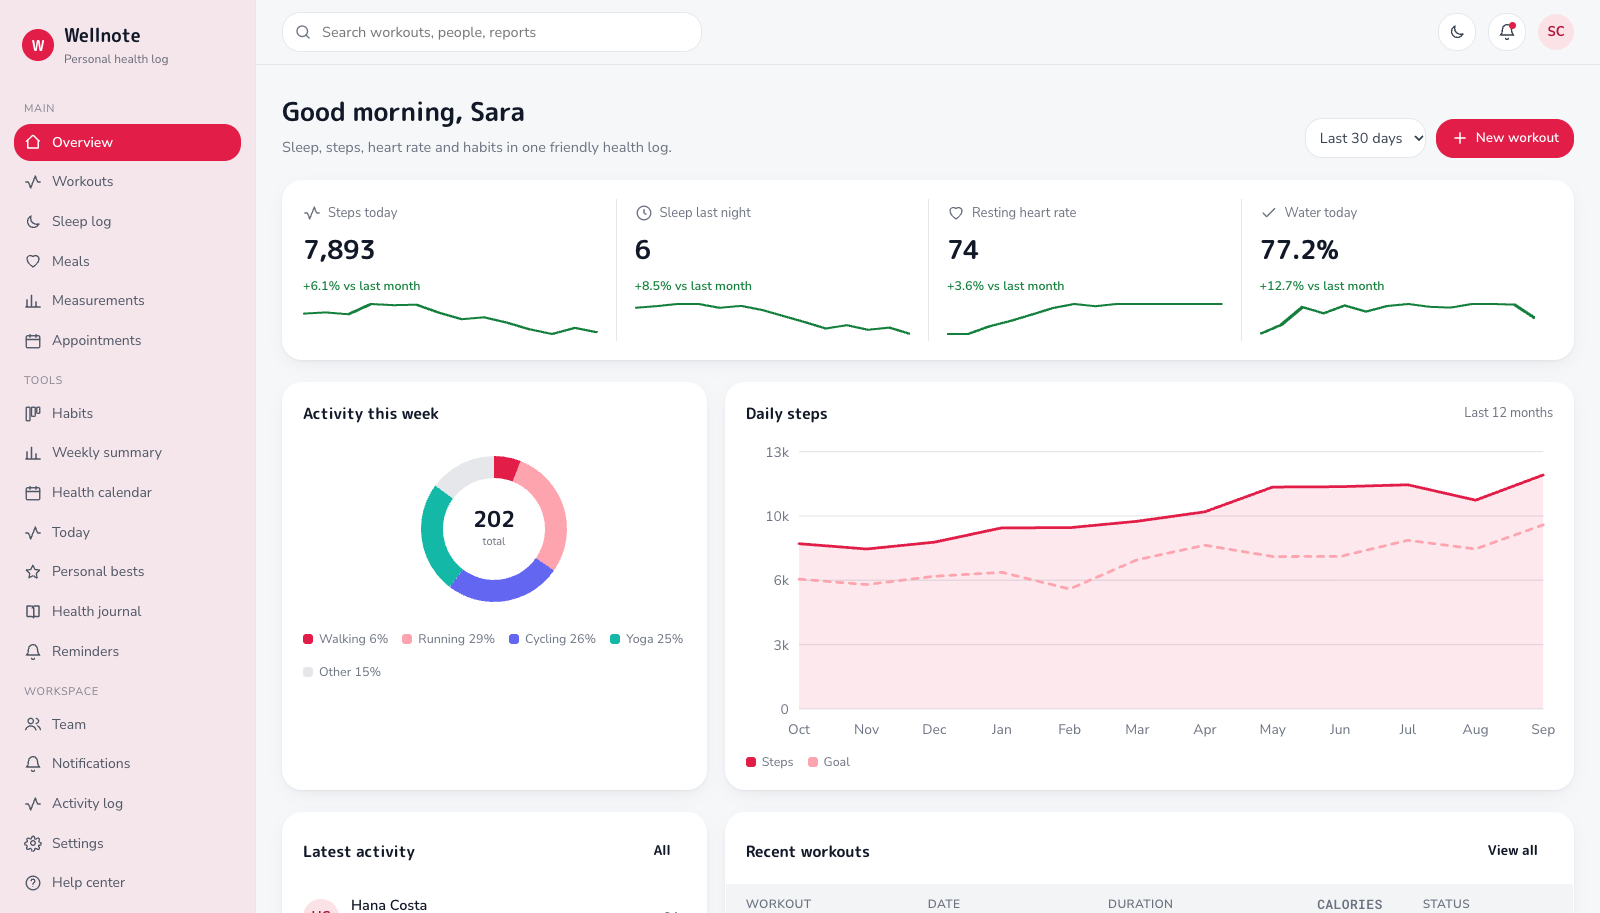 W
Wellnote
Personal health log
MAIN
Overview
Workouts
Sleep log
Meals
Measurements
Appointments
TOOLS
Habits
Weekly summary
Health calendar
Today
Personal bests
Health journal
Reminders
WORKSPACE
Team
Notifications
Activity log
Settings
Help center
Search workouts, people, reports
SC
Good morning, Sara
Sleep, steps, heart rate and habits in one friendly health log.
Last 30 days
New workout
Steps today
7,893
+6.1% vs last month
Sleep last night
6
+8.5% vs last month
Resting heart rate
74
+3.6% vs last month
Water today
77.2%
+12.7% vs last month
Activity this week
202
total
Walking 6% Running 29% Cycling 26% Yoga 25%
Other 15%
Daily steps
Last 12 months
13k
10k
6k
3k
0
Oct Nov Dec Jan Feb Mar Apr May Jun Jul Aug Sep
Steps Goal
Latest activity
All
Hana Costa
Recent workouts
View all
WORKOUT DATE DURATION CALORIES STATUS